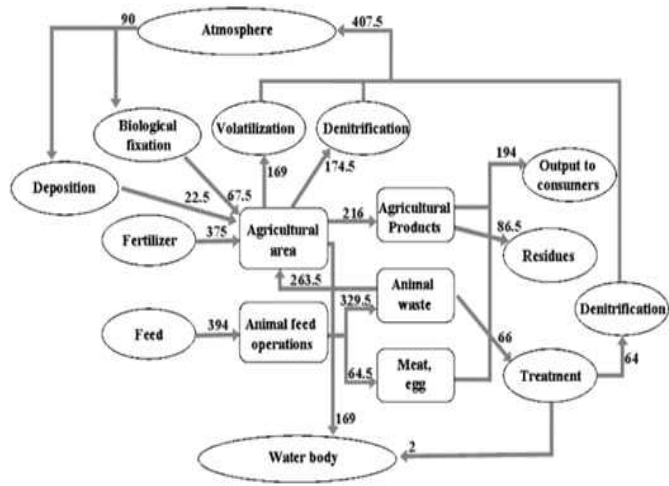 90
407.5
Atmosphere
Biological
fixation
Volatilization
Denitrification
169
174.5
194
Output to
consumers
Deposition
22.5
67.5
216
Agricultural
Products
Fertilizer
375
Agricultural
area
86.5
Residues
263.5
Animal
waste
329.5
Denitrification
Feed
394
Animal feed
operations
66
64
64.5
Meat,
egg
Treatment
169
2
Water body